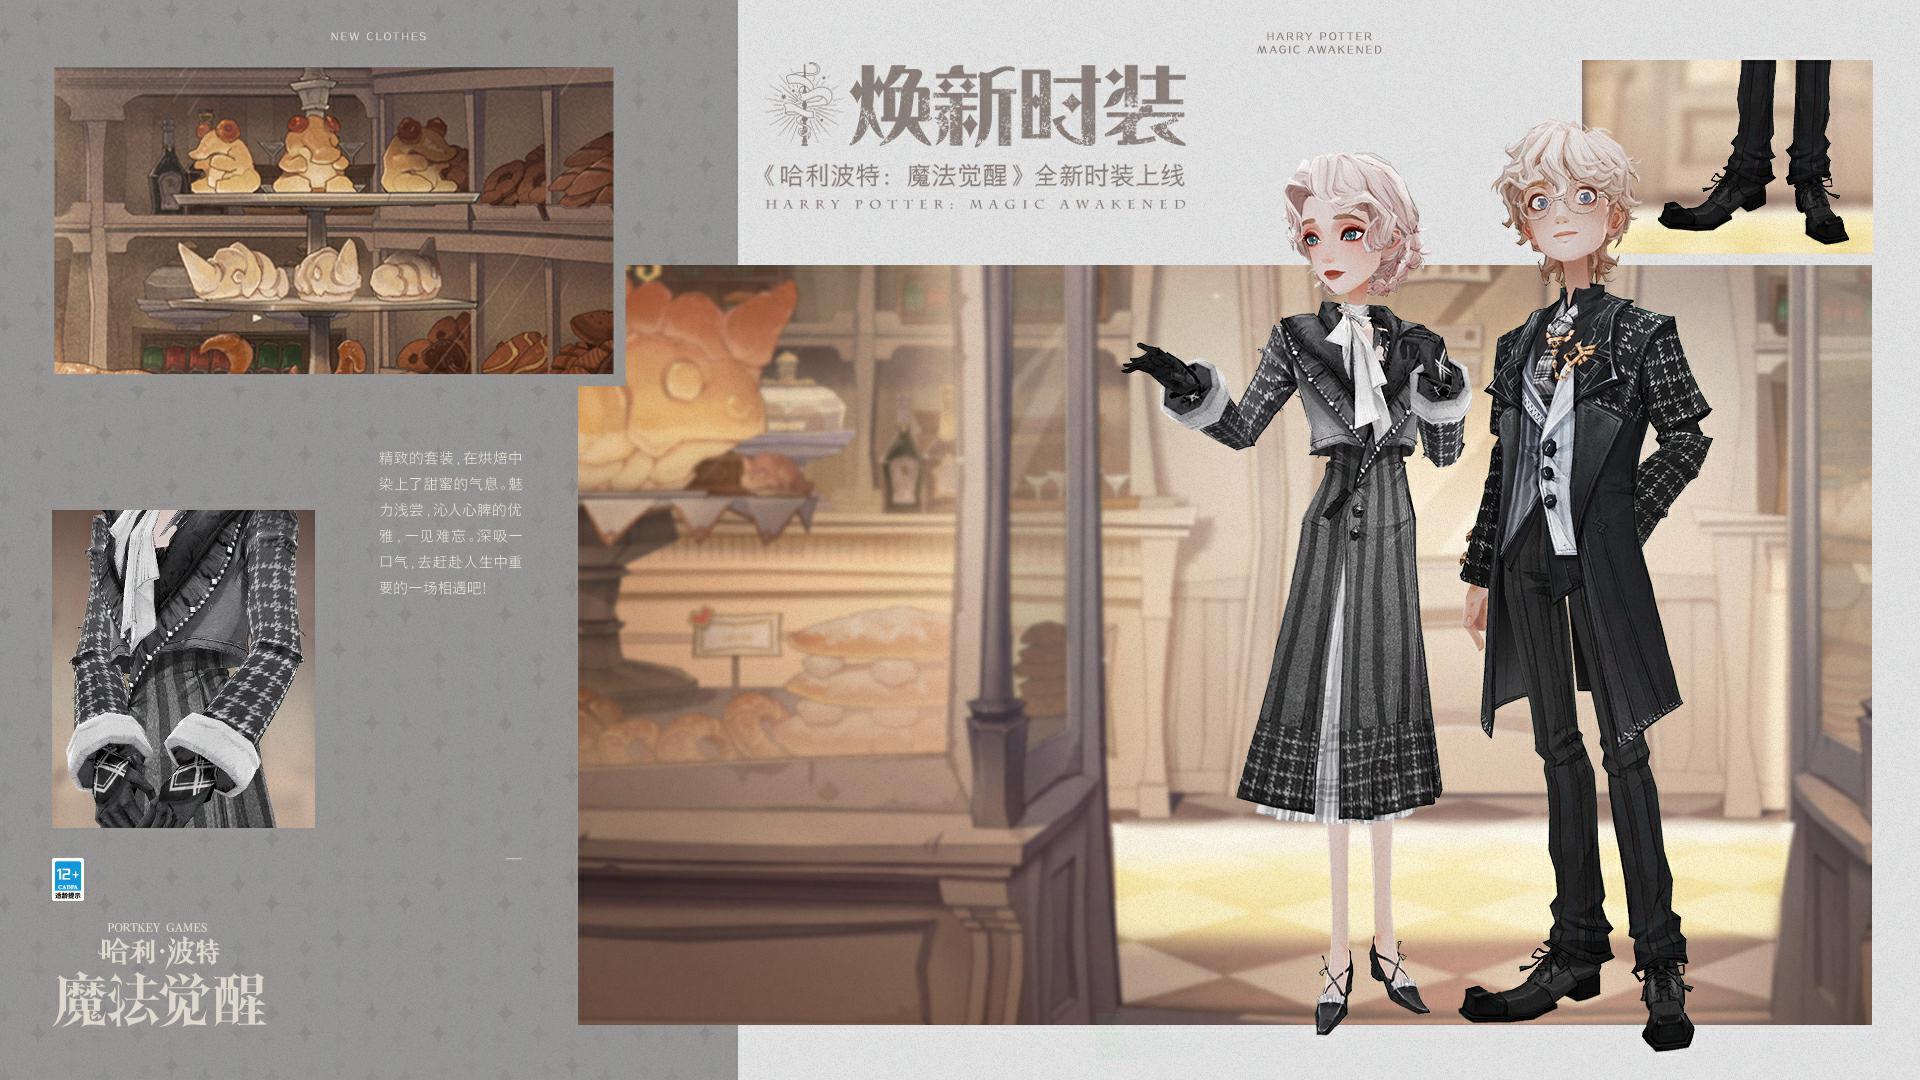 NEW CLOTHES
HARRY POTTER
MAGIC AWAKENED
焕新时装
《哈利波特：魔法觉醒》全新时装上线
HARRY POTTER: MAGIC AWAKENED
精致的套装，在烘焙中
染上了甜蜜的气息。魅
力浅尝，沁人心脾的优
雅，一见难忘。深吸一
口气，去赶赴人生中重
要的一场相遇吧！
12+
CADPA
适龄提示
PORTKEY GAMES
哈利·波特
魔法觉醒